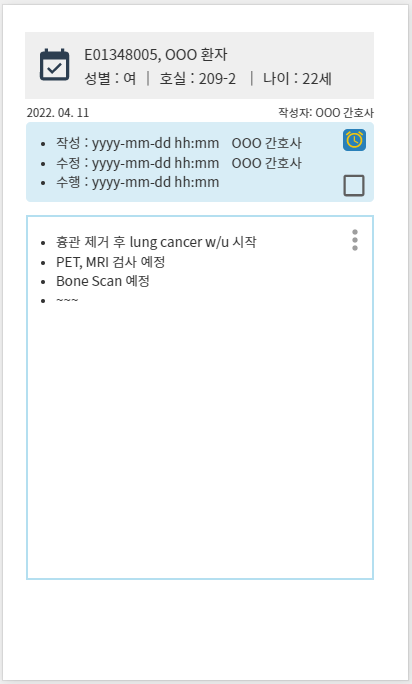 E01348005, OOO 환자
성별 : 여 | 호실 : 209-2 | 나이 : 22세
2022. 04. 11 작성자: OOO 간호사
• 작성 : yyyy-mm-dd hh:mm OOO 간호사
• 수정 : yyyy-mm-dd hh:mm OOO 간호사
• 수행 : yyyy-mm-dd hh:mm
• 흉관 제거 후 lung cancer w/u 시작
• PET, MRI 검사 예정
• Bone Scan 예정
• ~~~